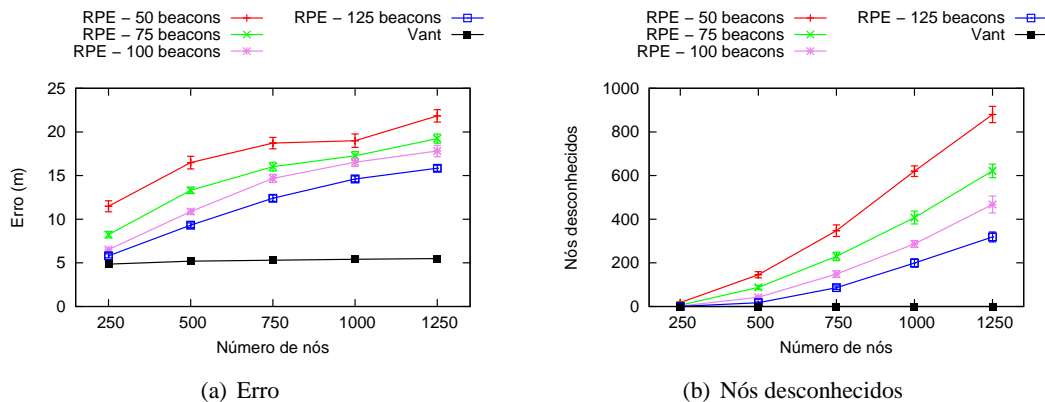 RPE − 50 beacons
RPE − 75 beacons
RPE − 100 beacons
RPE − 125 beacons
Vant
25
20
15
10
5
0
Erro (m)
250 500 750 1000 1250
Número de nós
(a) Erro
RPE − 50 beacons
RPE − 75 beacons
RPE − 100 beacons
RPE − 125 beacons
Vant
1000
800
600
400
200
0
Nós desconhecidos
250 500 750 1000 1250
Número de nós
(b) Nós desconhecidos